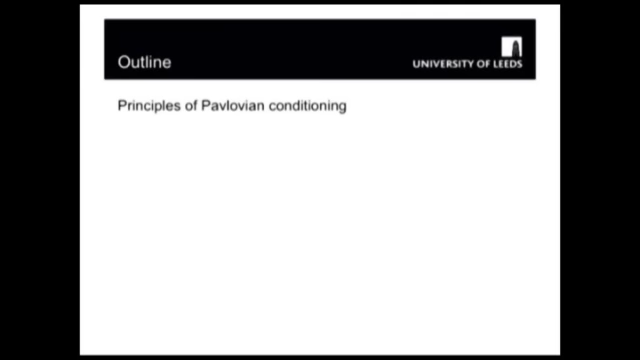 Outline
UNIVERSITY OF LEEDS
Principles of Pavlovian conditioning